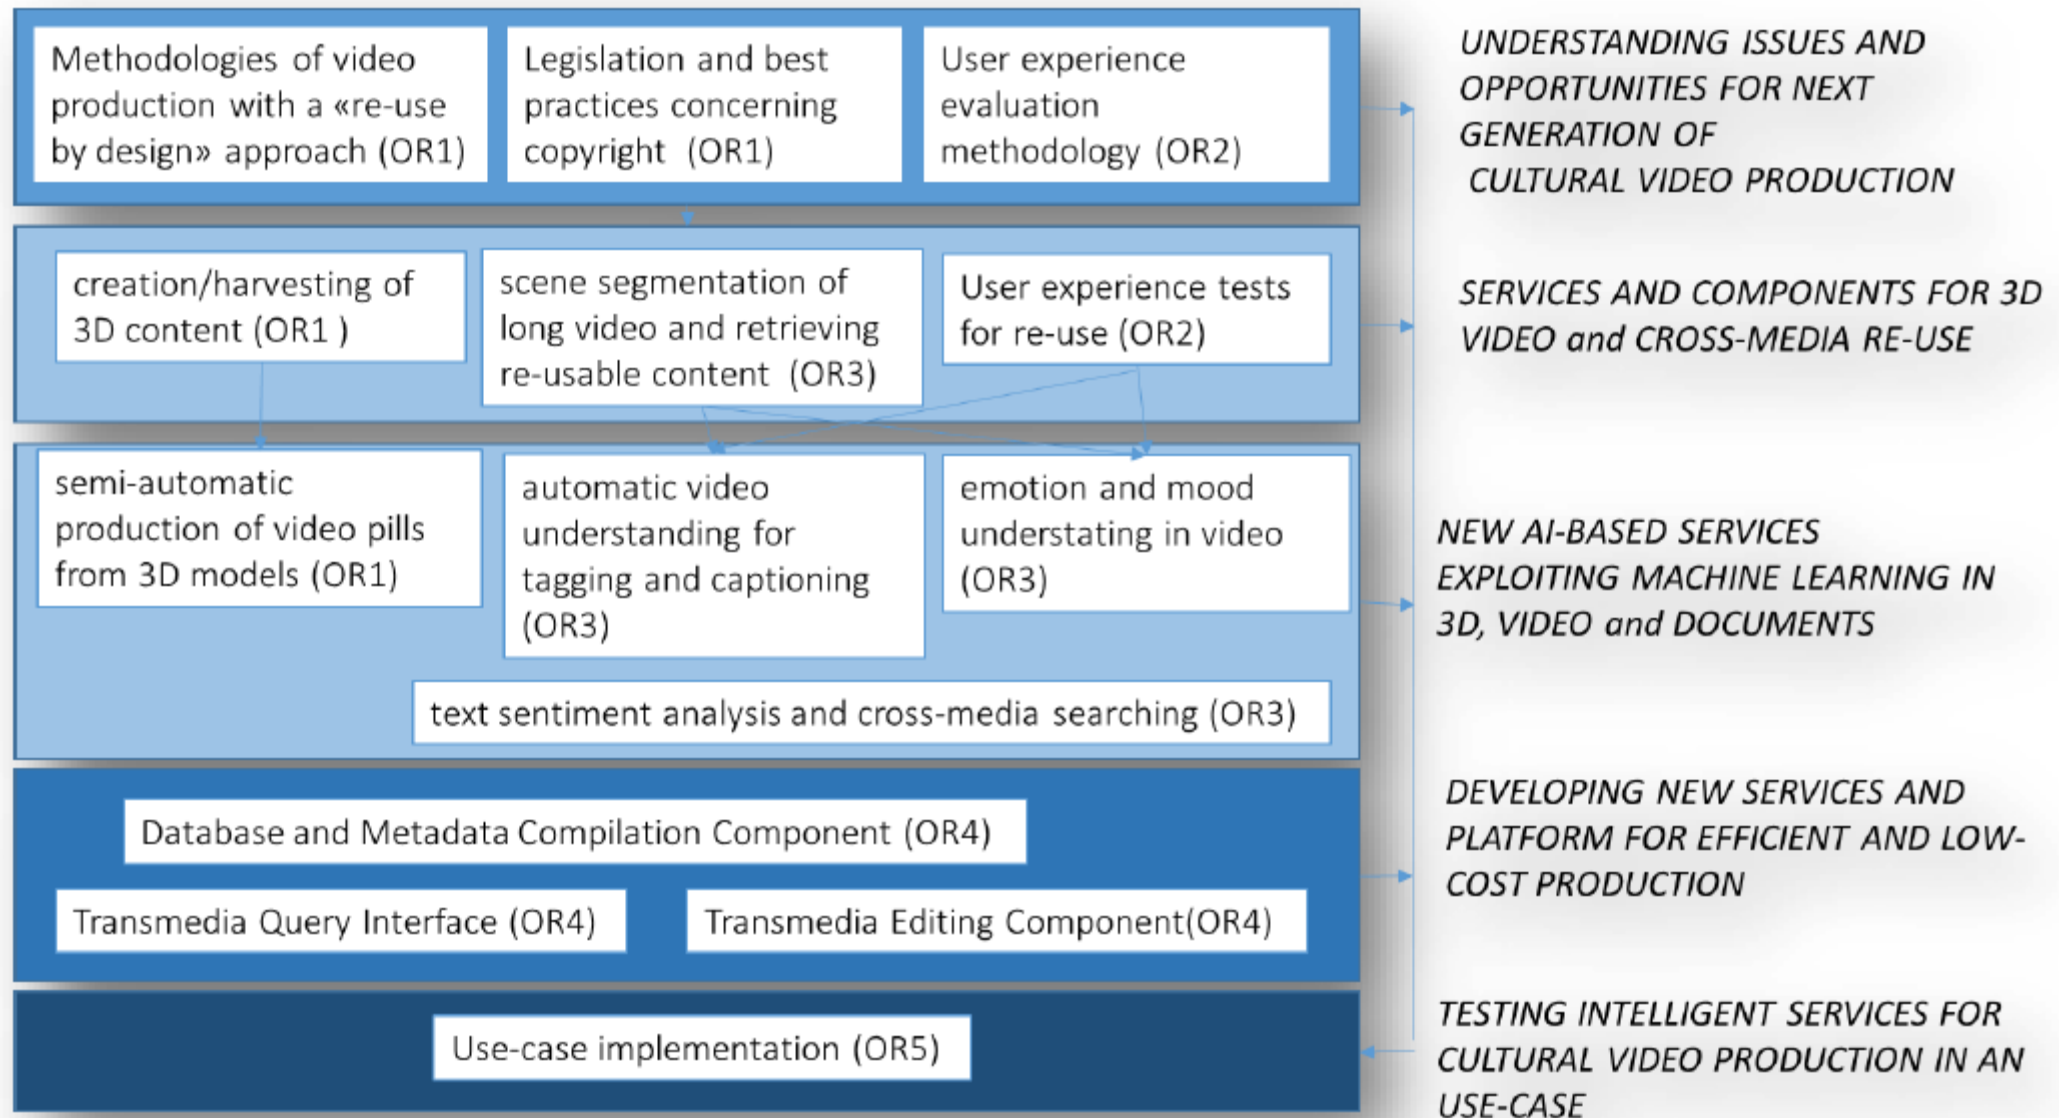 Methodologies of video
production with a «re-use
by design» approach (OR1)
Legislation and best
practices concerning
copyright (OR1)
User experience
evaluation
methodology (OR2)
UNDERSTANDING ISSUES AND
OPPORTUNITIES FOR NEXT
GENERATION OF
CULTURAL VIDEO PRODUCTION
creation/harvesting of
3D content (OR1 )
scene segmentation of
long video and retrieving
re-usable content (OR3)
User experience tests
for re-use (OR2)
SERVICES AND COMPONENTS FOR 3D
VIDEO and CROSS-MEDIA RE-USE
semi-automatic
production of video pills
from 3D models (OR1)
automatic video
understanding for
tagging and captioning
(OR3)
emotion and mood
understating in video
(OR3)
text sentiment analysis and cross-media searching (OR3)
NEW AI-BASED SERVICES
EXPLOITING MACHINE LEARNING IN
3D, VIDEO and DOCUMENTS
Database and Metadata Compilation Component (OR4)
Transmedia Query Interface (OR4)
Transmedia Editing Component(OR4)
DEVELOPING NEW SERVICES AND
PLATFORM FOR EFFICIENT AND LOW-
COST PRODUCTION
Use-case implementation (OR5)
TESTING INTELLIGENT SERVICES FOR
CULTURAL VIDEO PRODUCTION IN AN
USE-CASE